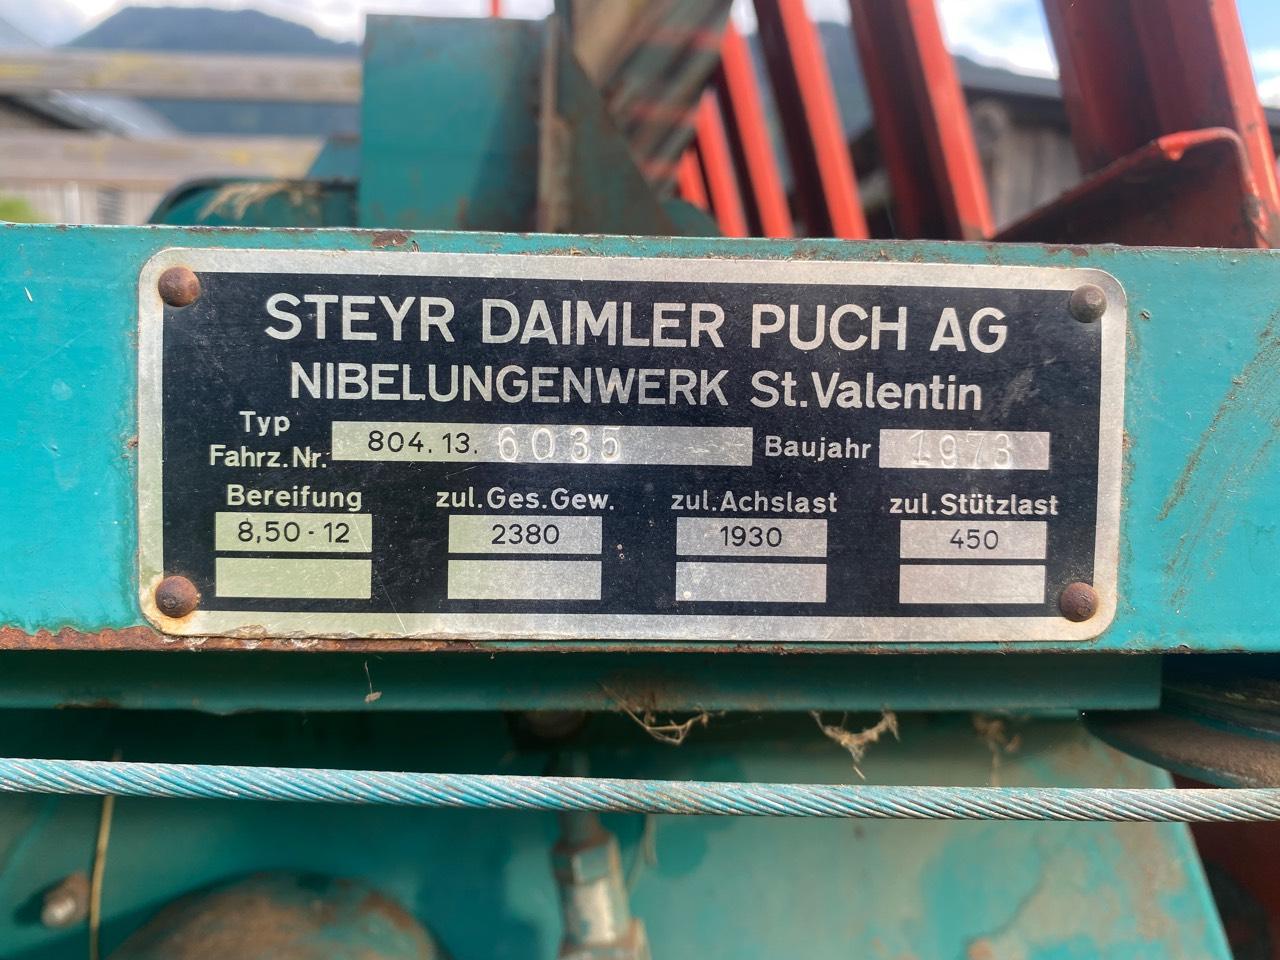 STEYR DAIMLER PUCH AG
NIBELUNGENWERK St.Valentin
Typ
Fahrz.Nr. 804.13. 6035 Baujahr 1973
Bereifung zul.Ges.Gew. zul.Achslast zul.Stützlast
8,50-12 2380 1930 450